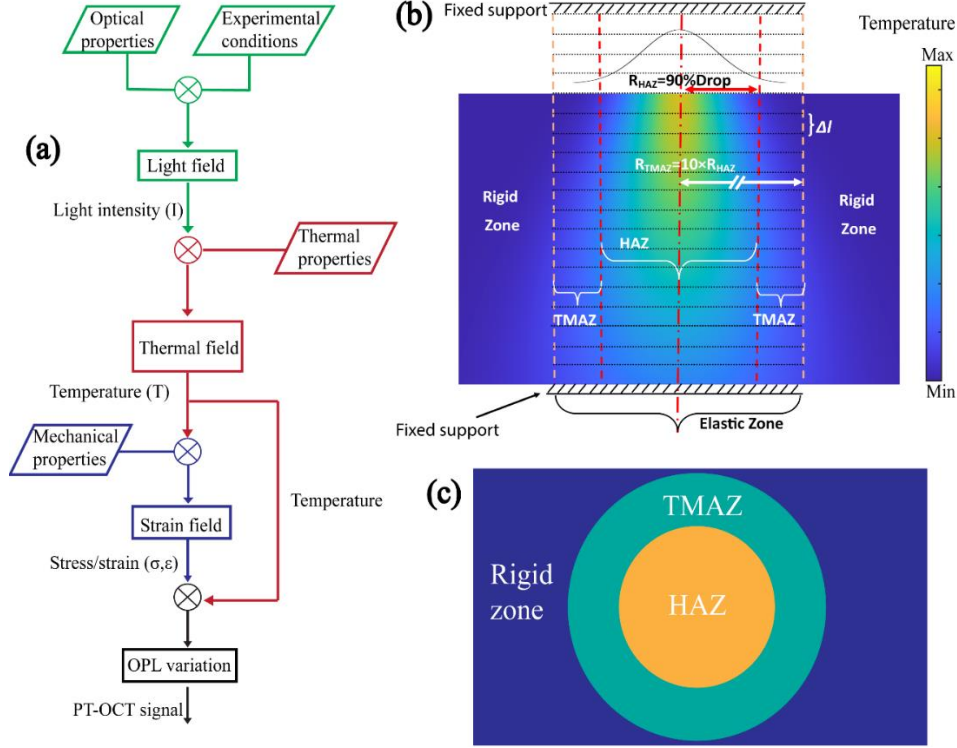 Optical
properties
Experimental
conditions
(a)
Light field
Light intensity (I)
Thermal
properties
Thermal field
Temperature (T)
Mechanical
properties
Temperature
Strain field
Stress/strain (σ,ε)
OPL variation
PT-OCT signal
(b)
Fixed support
Temperature
Max
R_HAZ=90%Drop
Δl
R_TMAZ=10×R_HAZ
Rigid
Zone
Rigid
Zone
HAZ
TMAZ
TMAZ
Min
Fixed support
Elastic Zone
(c)
TMAZ
Rigid
zone
HAZ